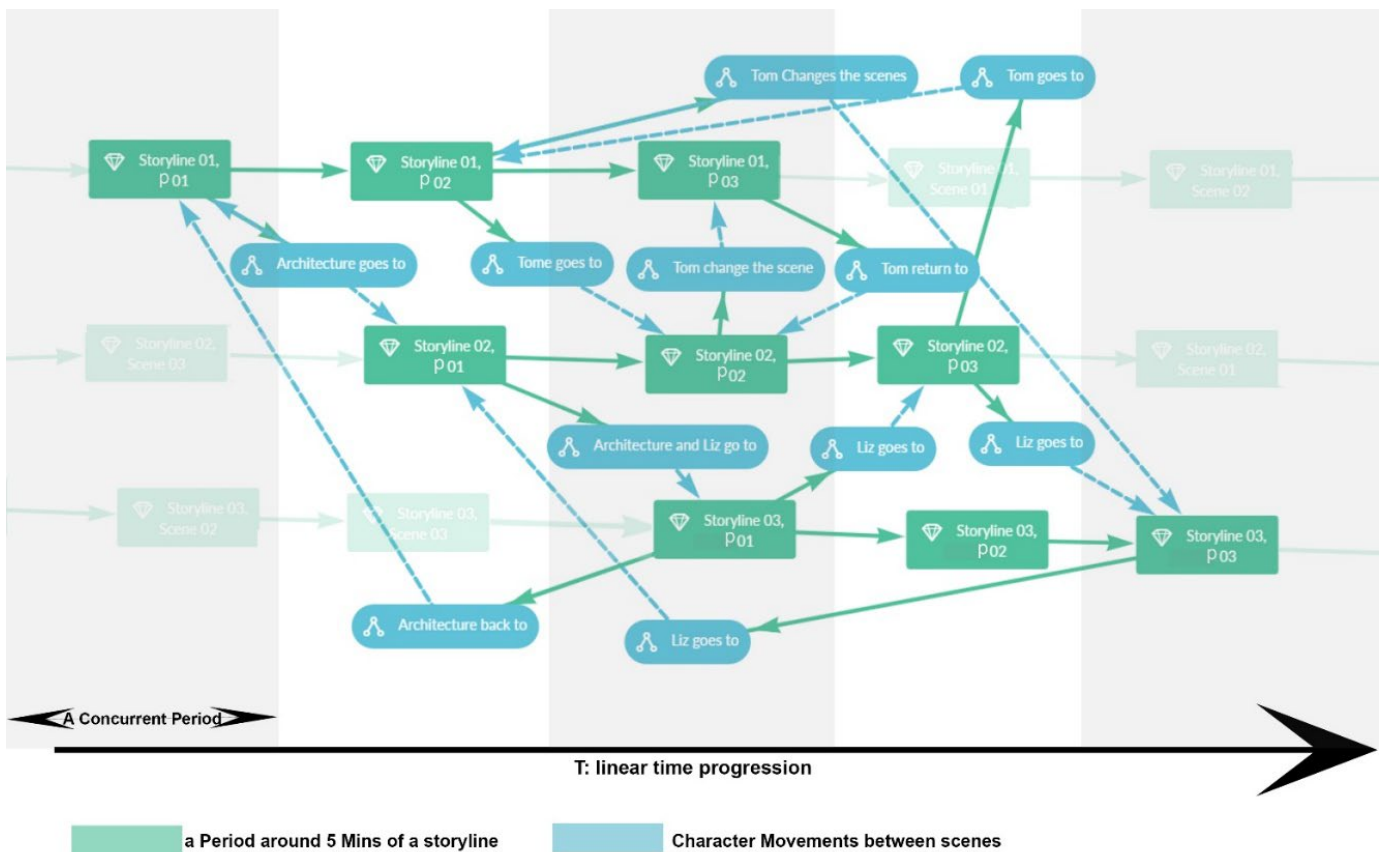 Tom Changes the scenes
Tom goes to
Storyline 01,
p 01
Storyline 01,
p 02
Storyline 01,
p 03
Storyline 01,
Scene 01
Storyline 01,
Scene 02
Architecture goes to
Tome goes to
Tom change the scene
Tom return to
Storyline 02,
Scene 03
Storyline 02,
p 01
Storyline 02,
p 02
Storyline 02,
p 03
Storyline 02,
Scene 01
Architecture and Liz go to
Liz goes to
Liz goes to
Storyline 03,
Scene 02
Storyline 03,
Scene 03
Storyline 03,
p 01
Storyline 03,
p 02
Storyline 03,
p 03
Architecture back to
Liz goes to
A Concurrent Period
T: linear time progression
a Period around 5 Mins of a storyline
Character Movements between scenes